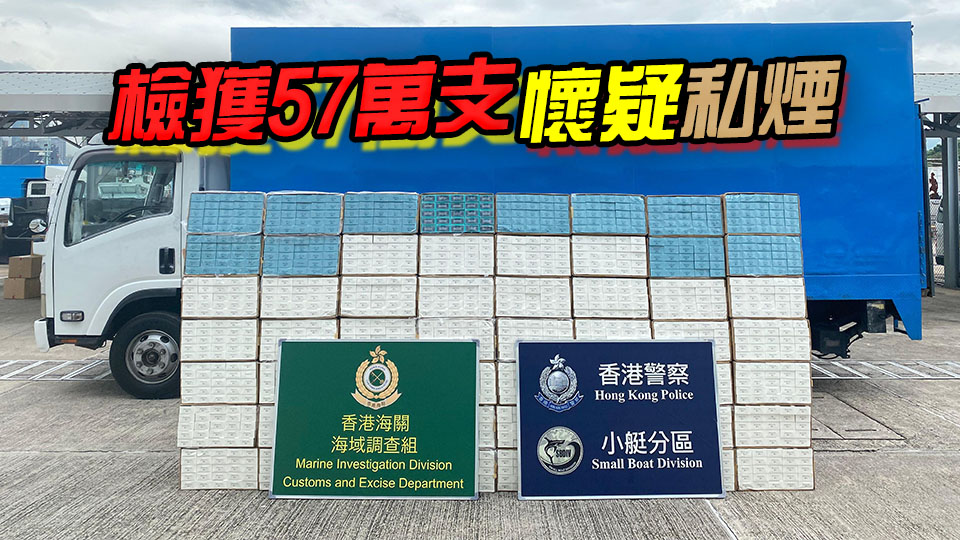 檢獲57萬支懷疑私煙
香港海關
海域調查組
Marine Investigation Division
Customs and Excise Department
香港警察
Hong Kong Police
小艇分區
Small Boat Division
SBDIV